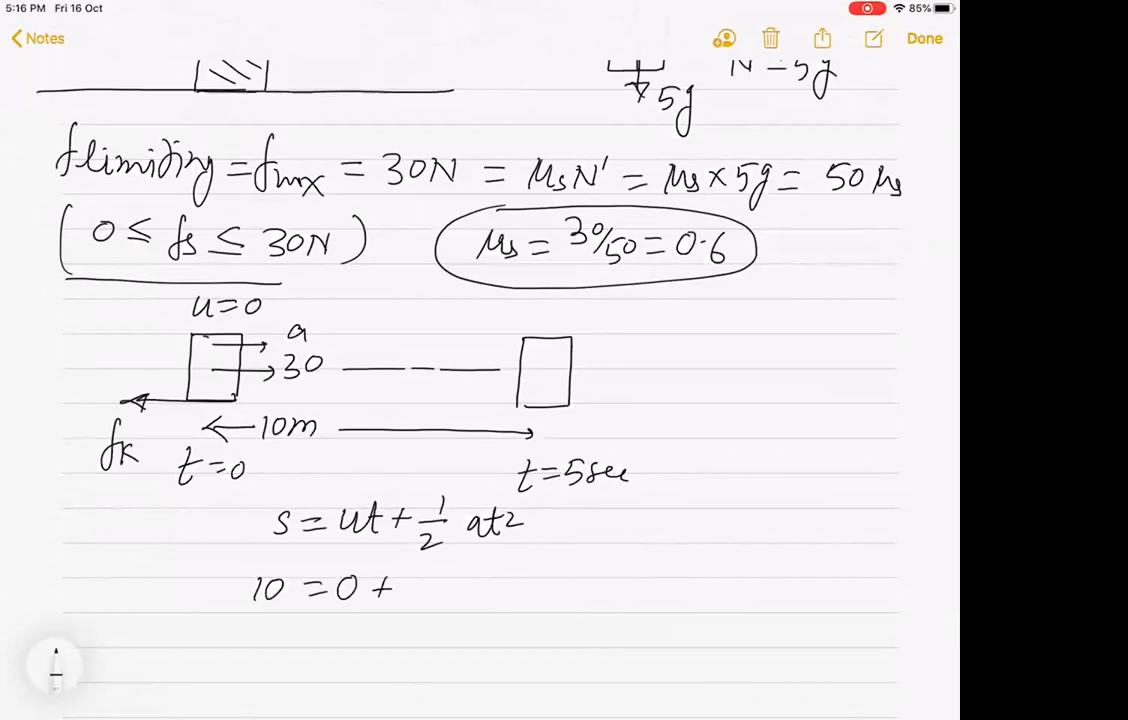 5:16 PM Fri 16 Oct
85%
Notes
Done
N = 5g
5g
flimiting = fmax = 30N = μsN' = μs × 5g = 50 μs
(0 ≤ fs ≤ 30N)
μs = 30/50 = 0.6
u=0
a
30
10m
fk
t=0
t=5sec
s = ut + 1/2 at2
10 = 0 +